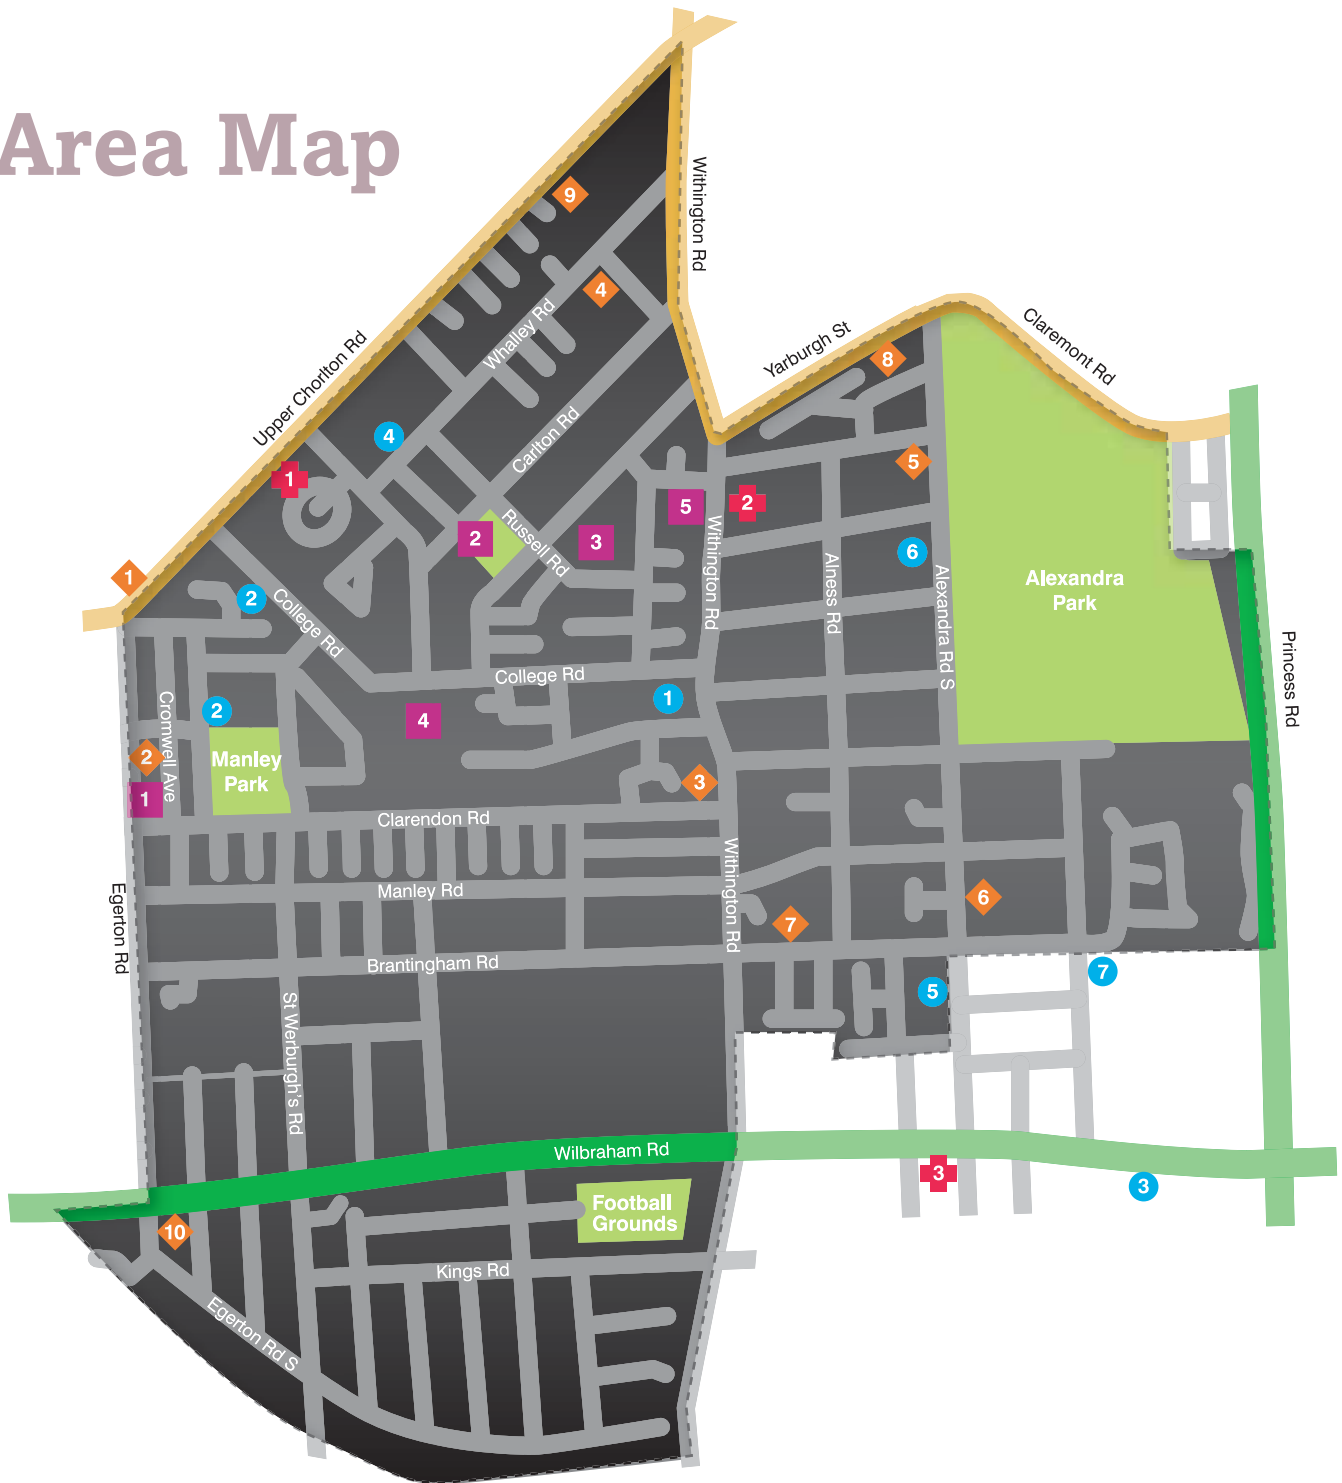 Area Map
9
Withington Rd
4
Whalley Rd
Claremont Rd
Yarburgh St
8
Upper Chorlton Rd
4
Carlton Rd
5
1
2
5
2
Russell Rd
3
Withington Rd
Alness Rd
6
Alexandra Rd S
Alexandra
Park
1
2
College Rd
Princess Rd
College Rd
1
Cromwell Ave
2
4
2
Manley
Park
3
1
Clarendon Rd
Withington Rd
Manley Rd
6
Egerton Rd
7
Brantingham Rd
7
5
St Werburgh's Rd
Wilbraham Rd
3
3
Football
Grounds
10
Kings Rd
Egerton Rd S